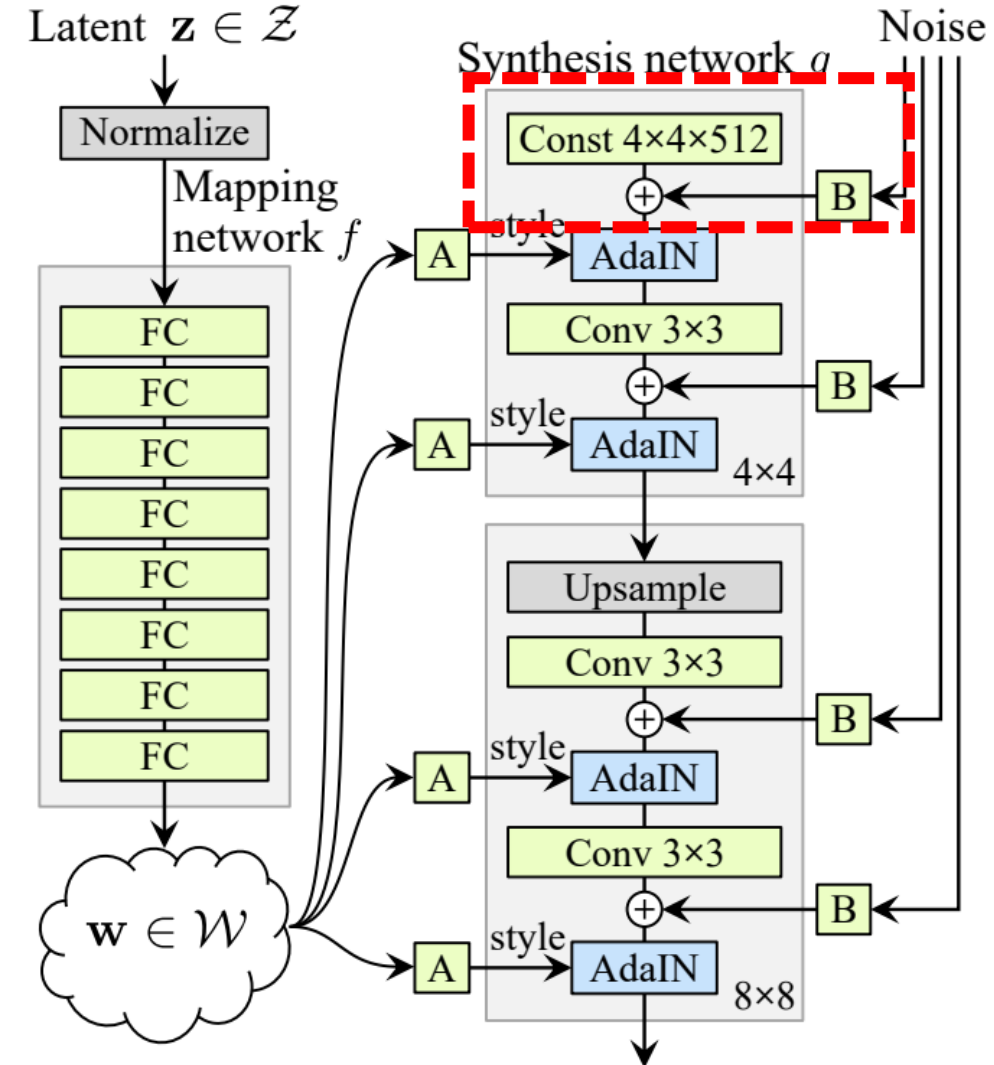 Latent z ∈ 𝒵
Normalize
Mapping
network f
FC
FC
FC
FC
FC
FC
FC
FC
w ∈ 𝒲
Noise
Synthesis network g
Const 4×4×512
+
B
style
A
AdaIN
Conv 3×3
+
B
style
A
AdaIN
4×4
Upsample
Conv 3×3
+
B
style
A
AdaIN
Conv 3×3
+
B
style
A
AdaIN
8×8